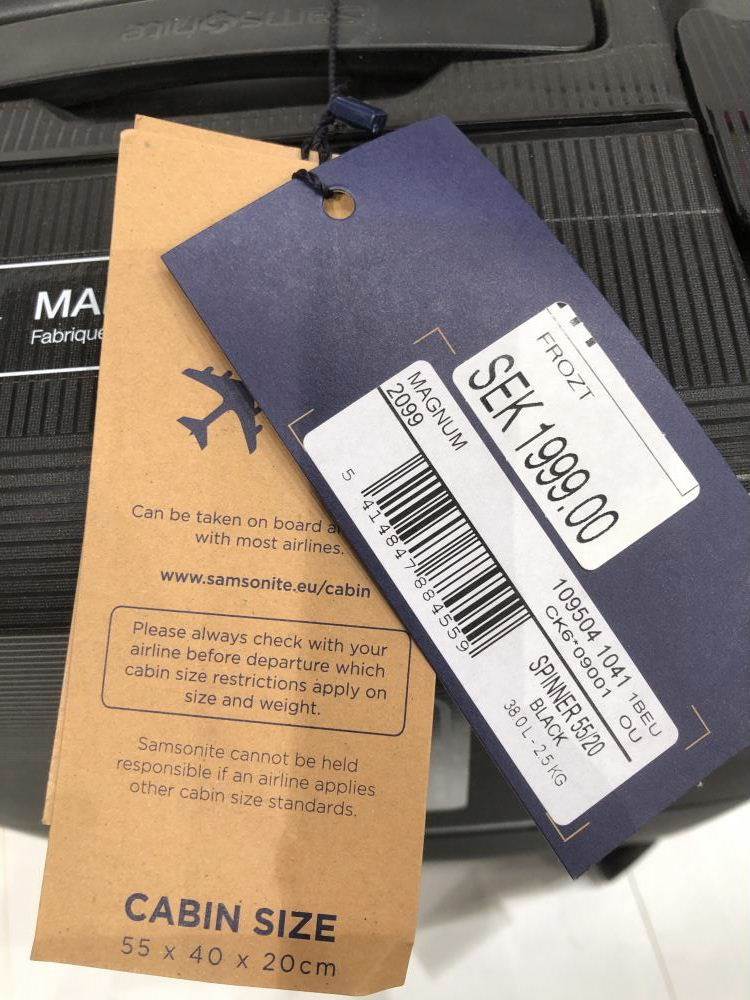 Samsonite
MA
Fabrique
Can be taken on board a
with most airlines.
www.samsonite.eu/cabin
Please always check with your
airline before departure which
cabin size restrictions apply on
size and weight.
Samsonite cannot be held
responsible if an airline applies
other cabin size standards.
CABIN SIZE
55 x 40 x 20cm
FROZT
SEK 1999.00
MAGNUM
2099
5 414847 884559
109504 1041 1BEU
CK6*09001 OU
SPINNER 55/20
BLACK
38.0 L - 2.5 KG